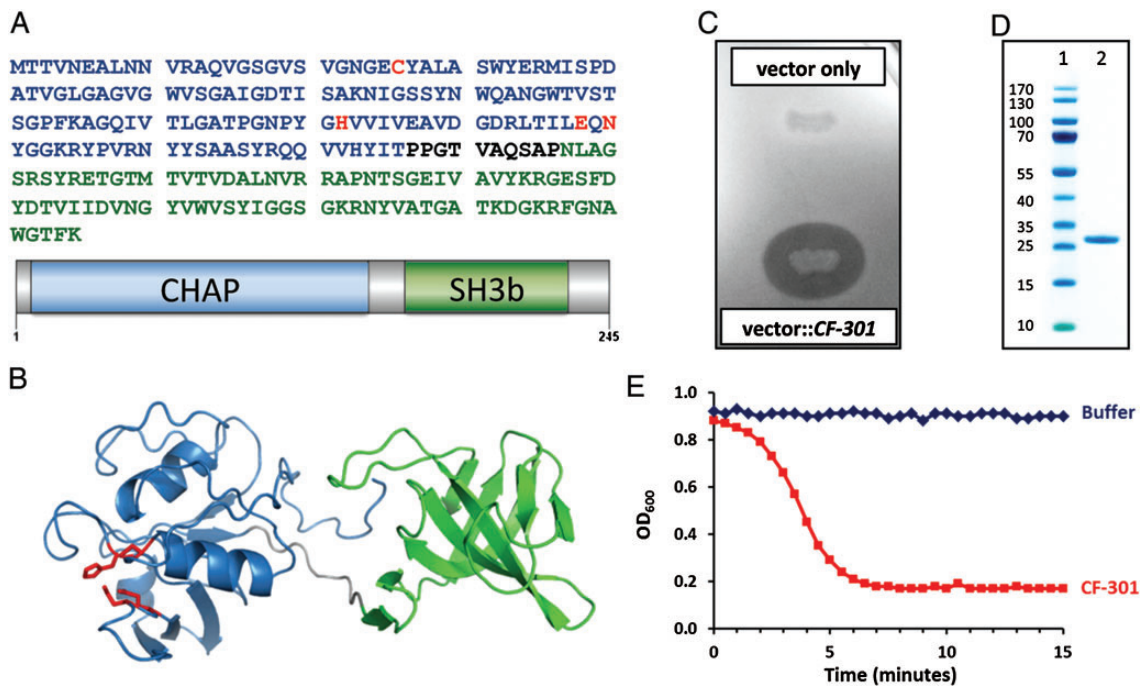 A
MTTVNEALNN VRAQVGSGVS VGNGECYALA SWYERMISPD
ATVGLGAGVG WVSGAIGDTI SAKNIGSSYN WQANGWTVST
SGPFKAGQIV TLGATPGNPY GHVVIVEAVD GDRLTILEQN
YGGKRYPVRN YYSAASYRQQ VVHYITPPGT VAQSAPNLAG
SRSYRETGTM TVTVDALNVR RAPNTSGEIV AVYKRGESFD
YDTVIIDVNG YVWVSYIGGS GKRNYVATGA TKDGKRFGNA
WGTFK
CHAP SH3b
1 245
B
C
vector only
vector::CF-301
D
1 2
170
130
100
70
55
40
35
25
15
10
E
1.0
0.8
0.6
0.4
0.2
0.0
OD600
Buffer
CF-301
0 5 10 15
Time (minutes)